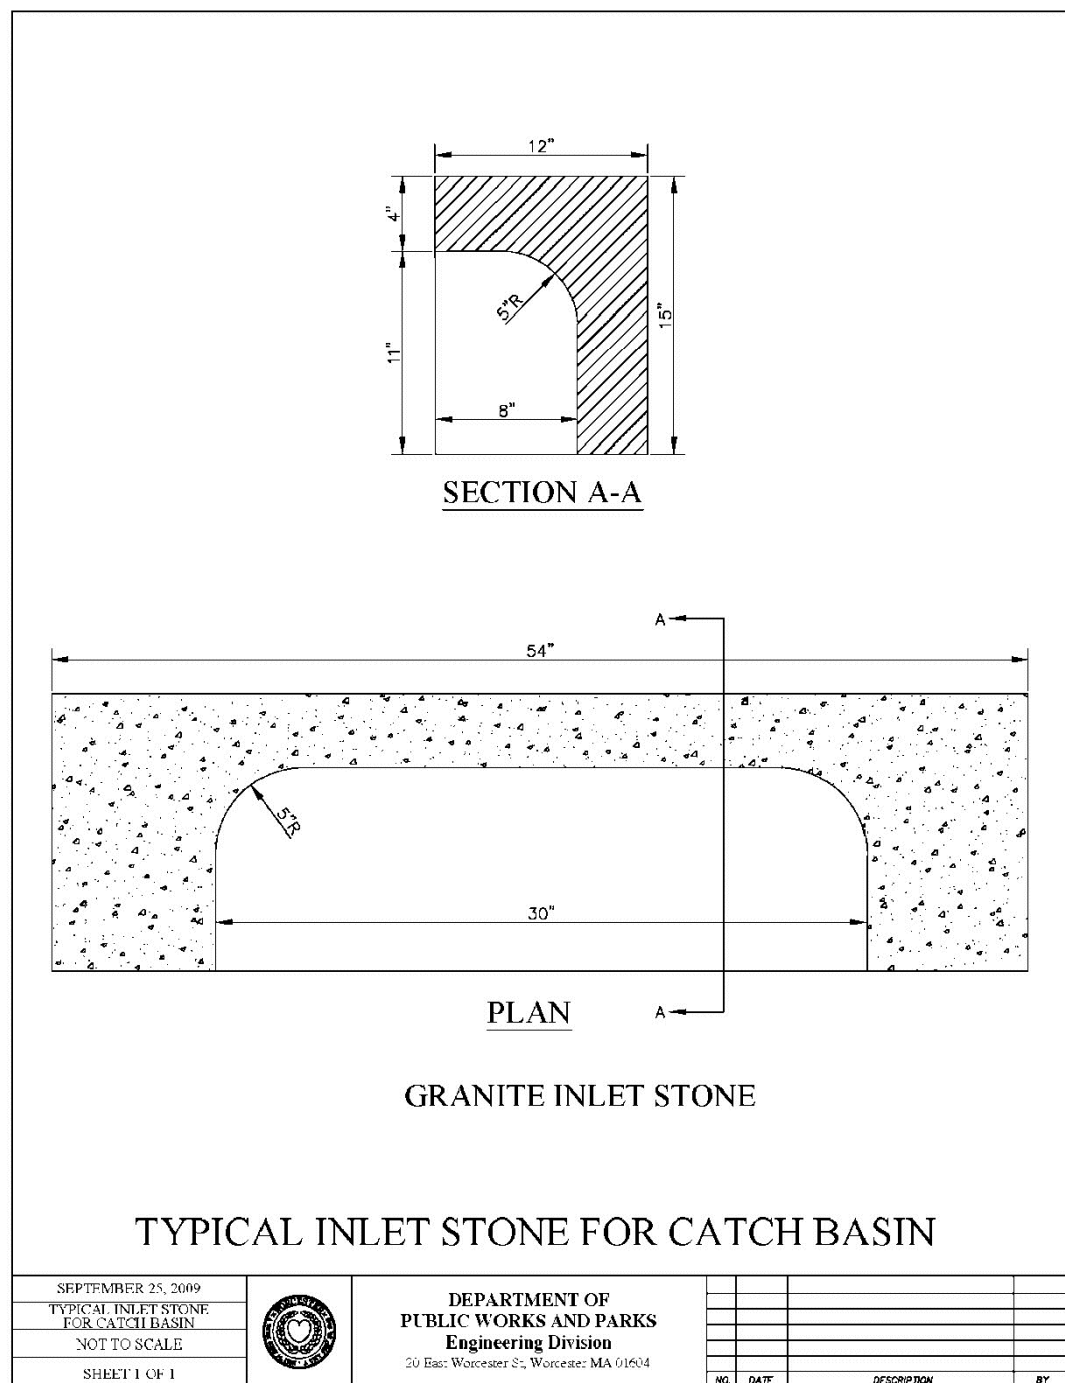 12"
4"
5"R
15"
11"
8"
SECTION A-A
A
54"
5"R
30"
PLAN
A
GRANITE INLET STONE
TYPICAL INLET STONE FOR CATCH BASIN
SEPTEMBER 25, 2009
TYPICAL INLET STONE
FOR CATCH BASIN
NOT TO SCALE
SHEET 1 OF 1
DEPARTMENT OF
PUBLIC WORKS AND PARKS
Engineering Division
20 East Worcester St, Worcester MA 01604
NO. DATE DESCRIPTION BY